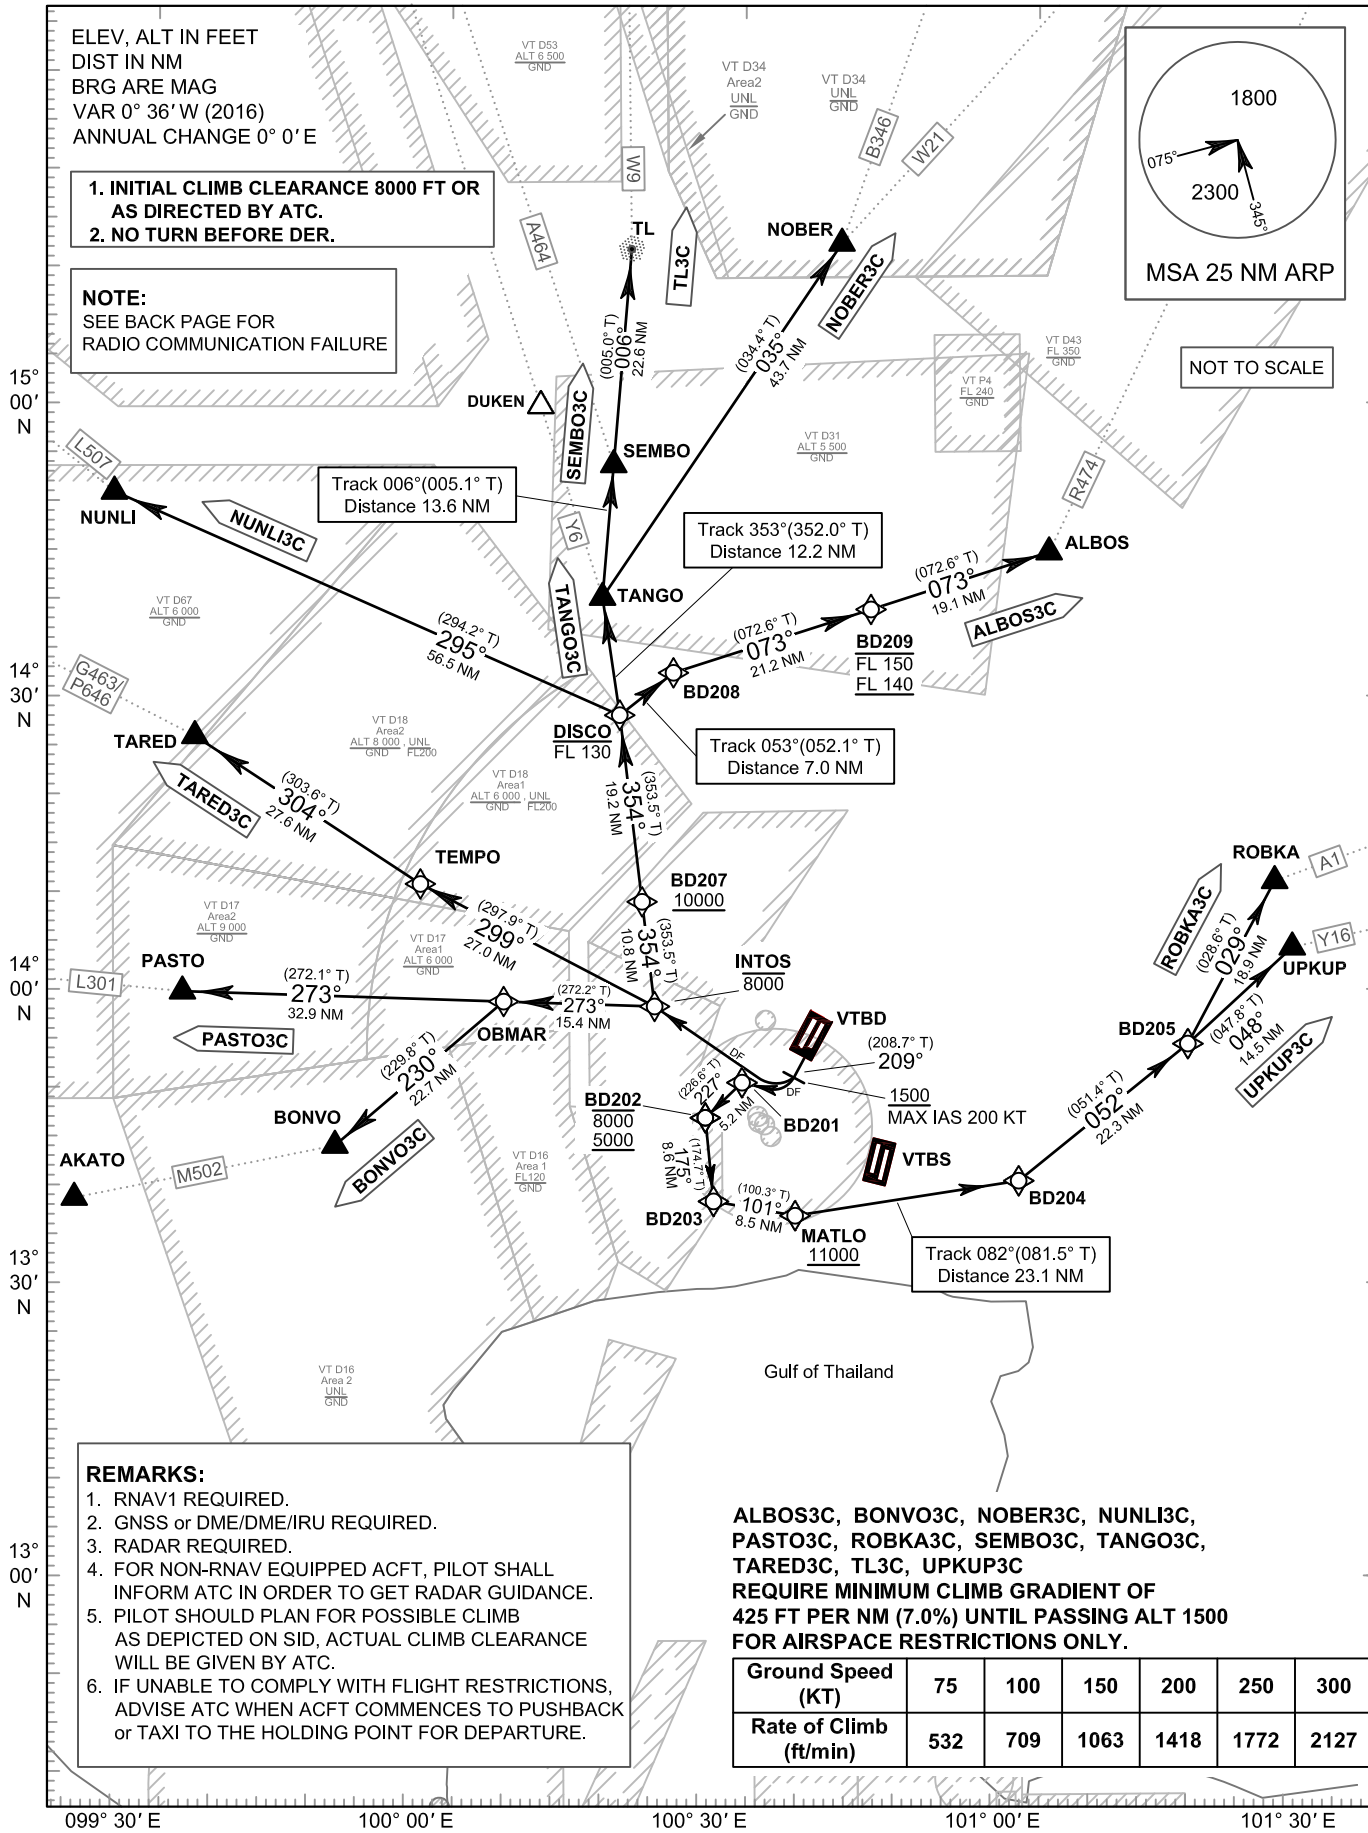 ELEV, ALT IN FEET
DIST IN NM
BRG ARE MAG
VAR 0° 36′ W (2016)
ANNUAL CHANGE 0° 0′ E
1. INITIAL CLIMB CLEARANCE 8000 FT OR
AS DIRECTED BY ATC.
2. NO TURN BEFORE DER.
NOTE:
SEE BACK PAGE FOR
RADIO COMMUNICATION FAILURE
VT D53
ALT 6 500
GND
VT D34
Area2
UNL
GND
VT D34
UNL
GND
B346
W21
W9
A464
1800
075°
2300
345°
MSA 25 NM ARP
NOT TO SCALE
TL
TL3C
NOBER
NOBER3C
(005.0° T)
006°
22.6 NM
(034.4° T)
035°
43.7 NM
VT D43
FL 350
GND
VT P4
FL 240
GND
VT D31
ALT 5 500
GND
DUKEN
SEMBO3C
SEMBO
15°
00′
N
L507
NUNLI
NUNLI3C
Track 006°(005.1° T)
Distance 13.6 NM
Y6
Track 353°(352.0° T)
Distance 12.2 NM
R474
ALBOS
(072.6° T)
073°
19.1 NM
ALBOS3C
TANGO
TANGO3C
VT D67
ALT 6 000
GND
(294.2° T)
295°
56.5 NM
(072.6° T)
073°
21.2 NM
BD209
FL 150
FL 140
BD208
14°
30′
N
G463/
P646
TARED
TARED3C
VT D18
Area2
ALT 8 000 , UNL
GND FL200
DISCO
FL 130
Track 053°(052.1° T)
Distance 7.0 NM
VT D18
Area1
ALT 6 000 , UNL
GND FL200
(303.6° T)
304°
27.6 NM
(353.5° T)
354°
19.2 NM
TEMPO
BD207
10000
ROBKA
A1
ROBKA3C
VT D17
Area2
ALT 9 000
GND
VT D17
Area1
ALT 6 000
GND
(297.9° T)
299°
27.0 NM
(353.5° T)
354°
10.8 NM
INTOS
8000
(028.6° T)
029°
18.9 NM
Y16
UPKUP
14°
00′
N
L301
PASTO
(272.1° T)
273°
32.9 NM
(272.2° T)
273°
15.4 NM
OBMAR
PASTO3C
VTBD
(208.7° T)
209°
BD205
(047.8° T)
048°
14.5 NM
UPKUP3C
(229.8° T)
230°
22.7 NM
BONVO
BONVO3C
AKATO
M502
DF
DF
(226.6° T)
227°
5.2 NM
BD202
8000
5000
BD201
1500
MAX IAS 200 KT
(051.4° T)
052°
22.3 NM
VT D16
Area 1
FL120
GND
(174.7° T)
175°
8.6 NM
VTBS
BD203
(100.3° T)
101°
8.5 NM
MATLO
11000
BD204
Track 082°(081.5° T)
Distance 23.1 NM
13°
30′
N
VT D16
Area 2
UNL
GND
Gulf of Thailand
REMARKS:
1. RNAV1 REQUIRED.
2. GNSS or DME/DME/IRU REQUIRED.
3. RADAR REQUIRED.
4. FOR NON-RNAV EQUIPPED ACFT, PILOT SHALL
INFORM ATC IN ORDER TO GET RADAR GUIDANCE.
5. PILOT SHOULD PLAN FOR POSSIBLE CLIMB
AS DEPICTED ON SID, ACTUAL CLIMB CLEARANCE
WILL BE GIVEN BY ATC.
6. IF UNABLE TO COMPLY WITH FLIGHT RESTRICTIONS,
ADVISE ATC WHEN ACFT COMMENCES TO PUSHBACK
or TAXI TO THE HOLDING POINT FOR DEPARTURE.
13°
00′
N
ALBOS3C, BONVO3C, NOBER3C, NUNLI3C,
PASTO3C, ROBKA3C, SEMBO3C, TANGO3C,
TARED3C, TL3C, UPKUP3C
REQUIRE MINIMUM CLIMB GRADIENT OF
425 FT PER NM (7.0%) UNTIL PASSING ALT 1500
FOR AIRSPACE RESTRICTIONS ONLY.
Ground Speed (KT) 75 100 150 200 250 300
Rate of Climb (ft/min) 532 709 1063 1418 1772 2127
099° 30′ E 100° 00′ E 100° 30′ E 101° 00′ E 101° 30′ E